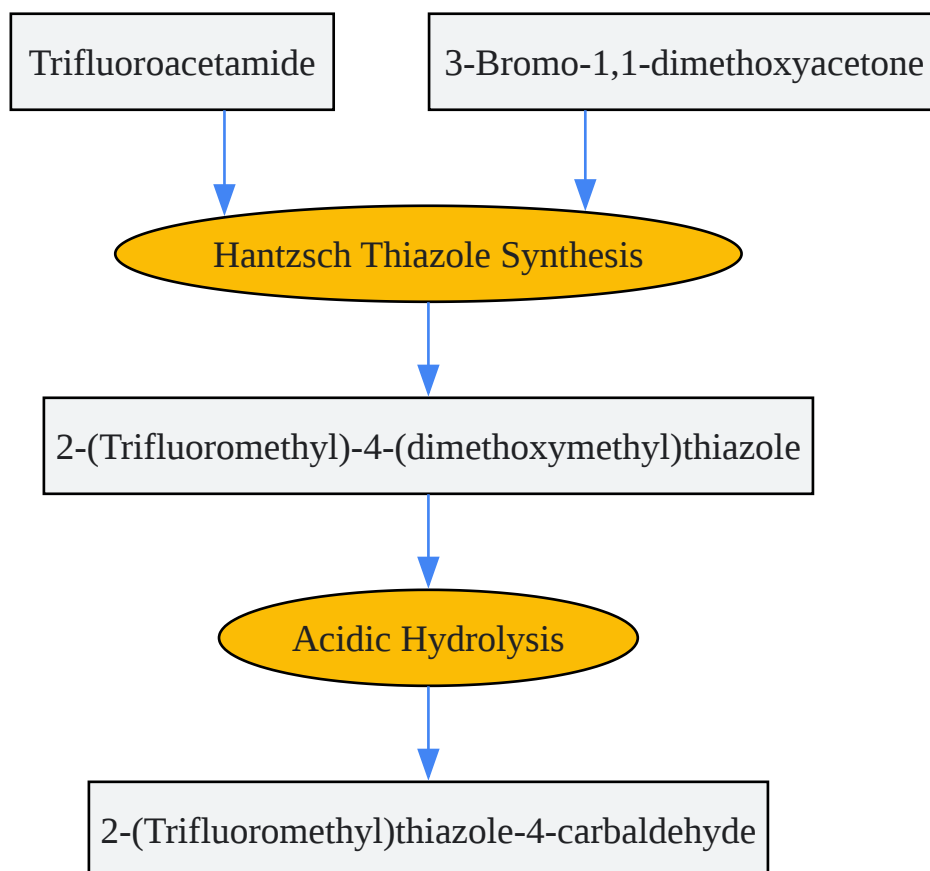 Trifluoroacetamide
3-Bromo-1,1-dimethoxyacetone
Hantzsch Thiazole Synthesis
2-(Trifluoromethyl)-4-(dimethoxymethyl)thiazole
Acidic Hydrolysis
2-(Trifluoromethyl)thiazole-4-carbaldehyde